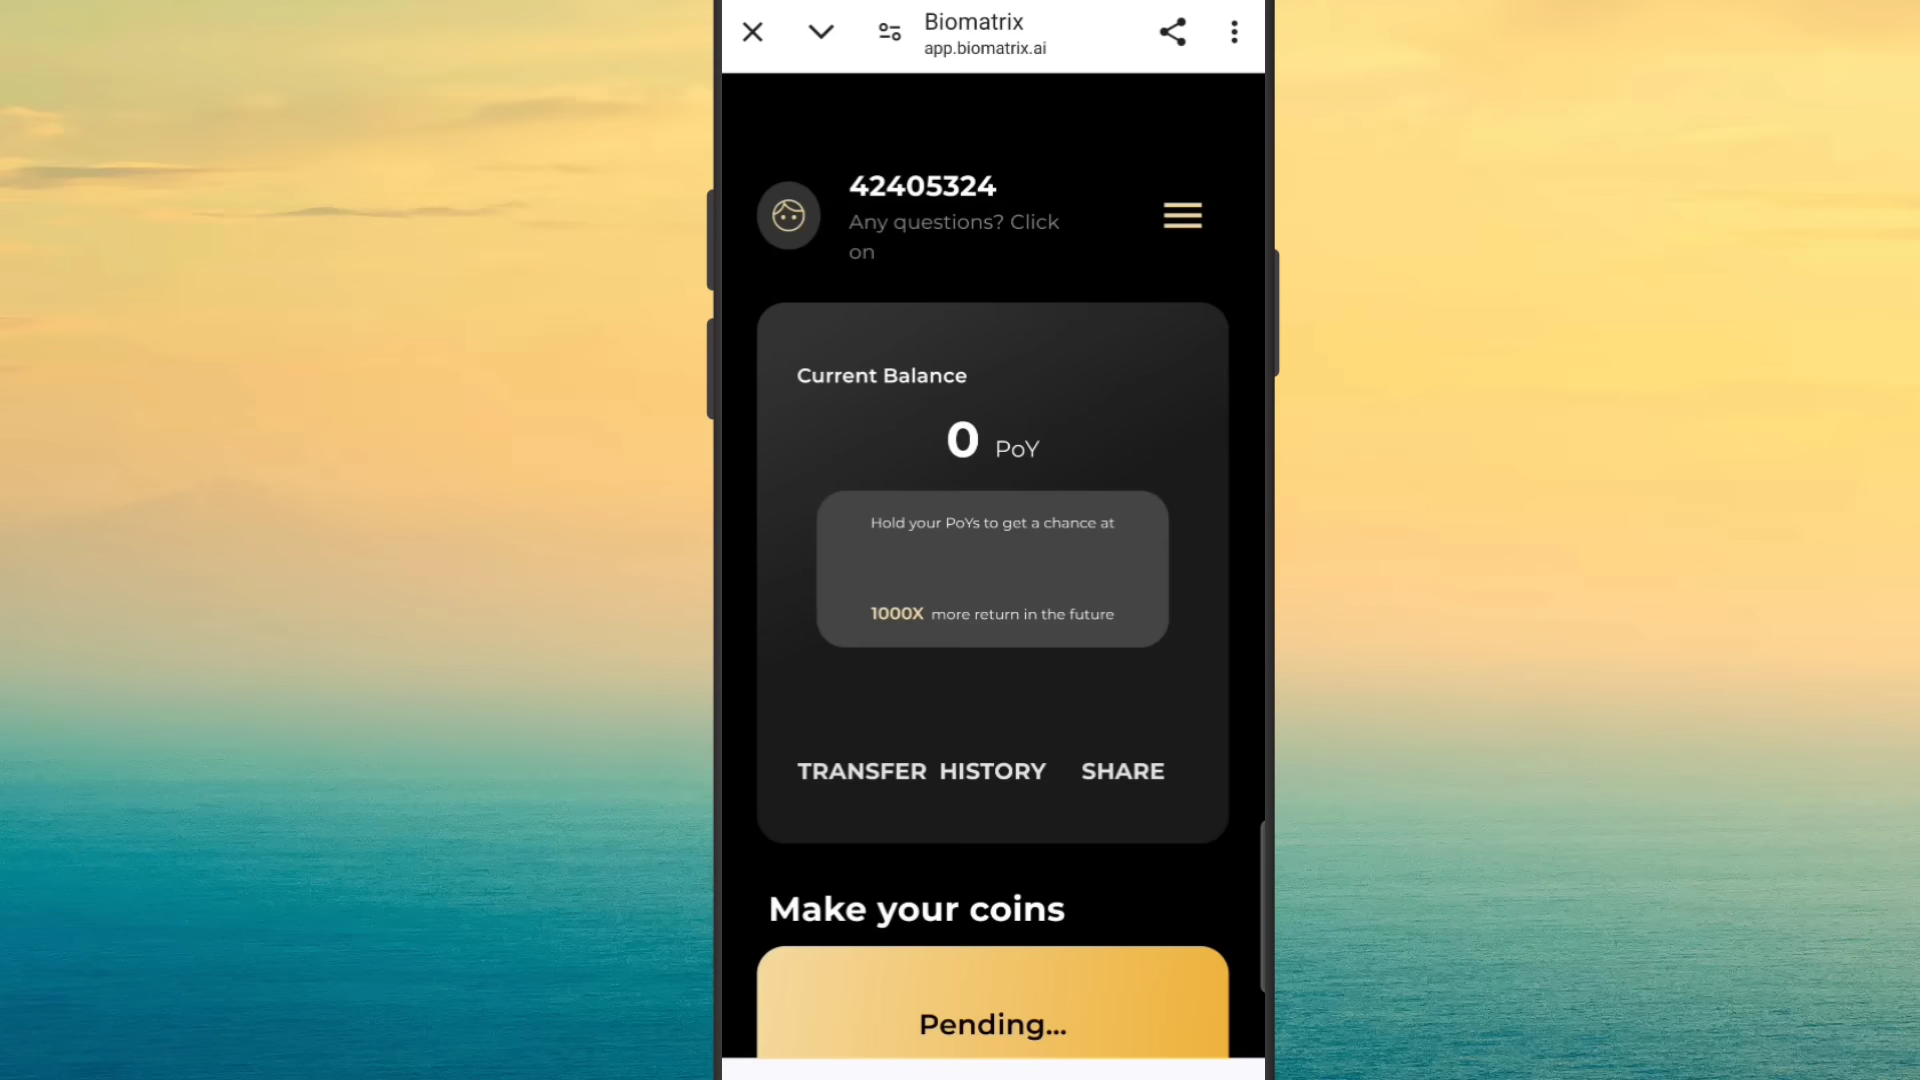 Biomatrix
app.biomatrix.ai
42405324
Any questions? Click
on
Current Balance
0 PoY
Hold your PoYs to get a chance at
1000X more return in the future
TRANSFER HISTORY SHARE
Make your coins
Pending...